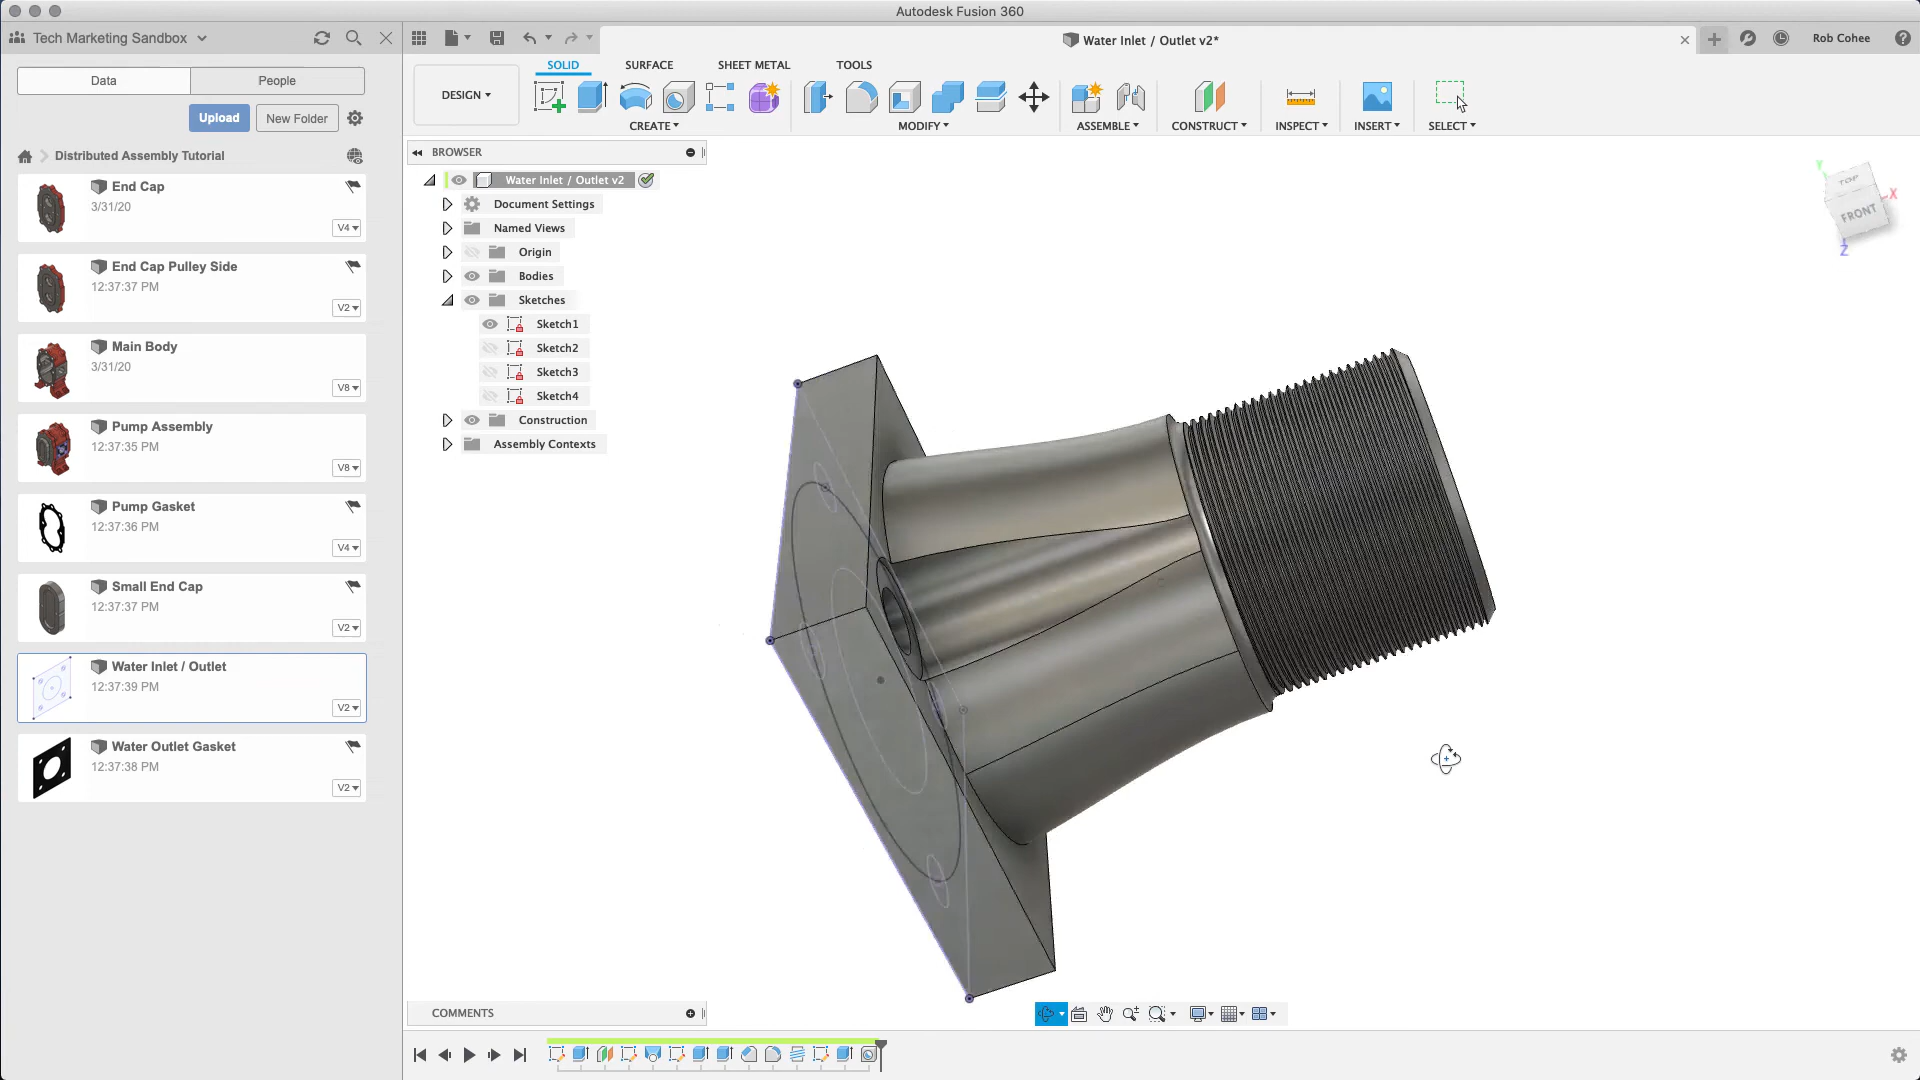 Autodesk Fusion 360
Tech Marketing Sandbox
Water Inlet / Outlet v2*
Rob Cohee
Data
People
Upload
New Folder
Distributed Assembly Tutorial
End Cap
3/31/20
V4
End Cap Pulley Side
12:37:37 PM
V2
Main Body
3/31/20
V8
Pump Assembly
12:37:35 PM
V8
Pump Gasket
12:37:36 PM
V4
Small End Cap
12:37:37 PM
V2
Water Inlet / Outlet
12:37:39 PM
V2
Water Outlet Gasket
12:37:38 PM
V2
DESIGN
SOLID
SURFACE
SHEET METAL
TOOLS
CREATE
MODIFY
ASSEMBLE
CONSTRUCT
INSPECT
INSERT
SELECT
BROWSER
Water Inlet / Outlet v2
Document Settings
Named Views
Origin
Bodies
Sketches
Sketch1
Sketch2
Sketch3
Sketch4
Construction
Assembly Contexts
Y
TOP
X
FRONT
Z
COMMENTS